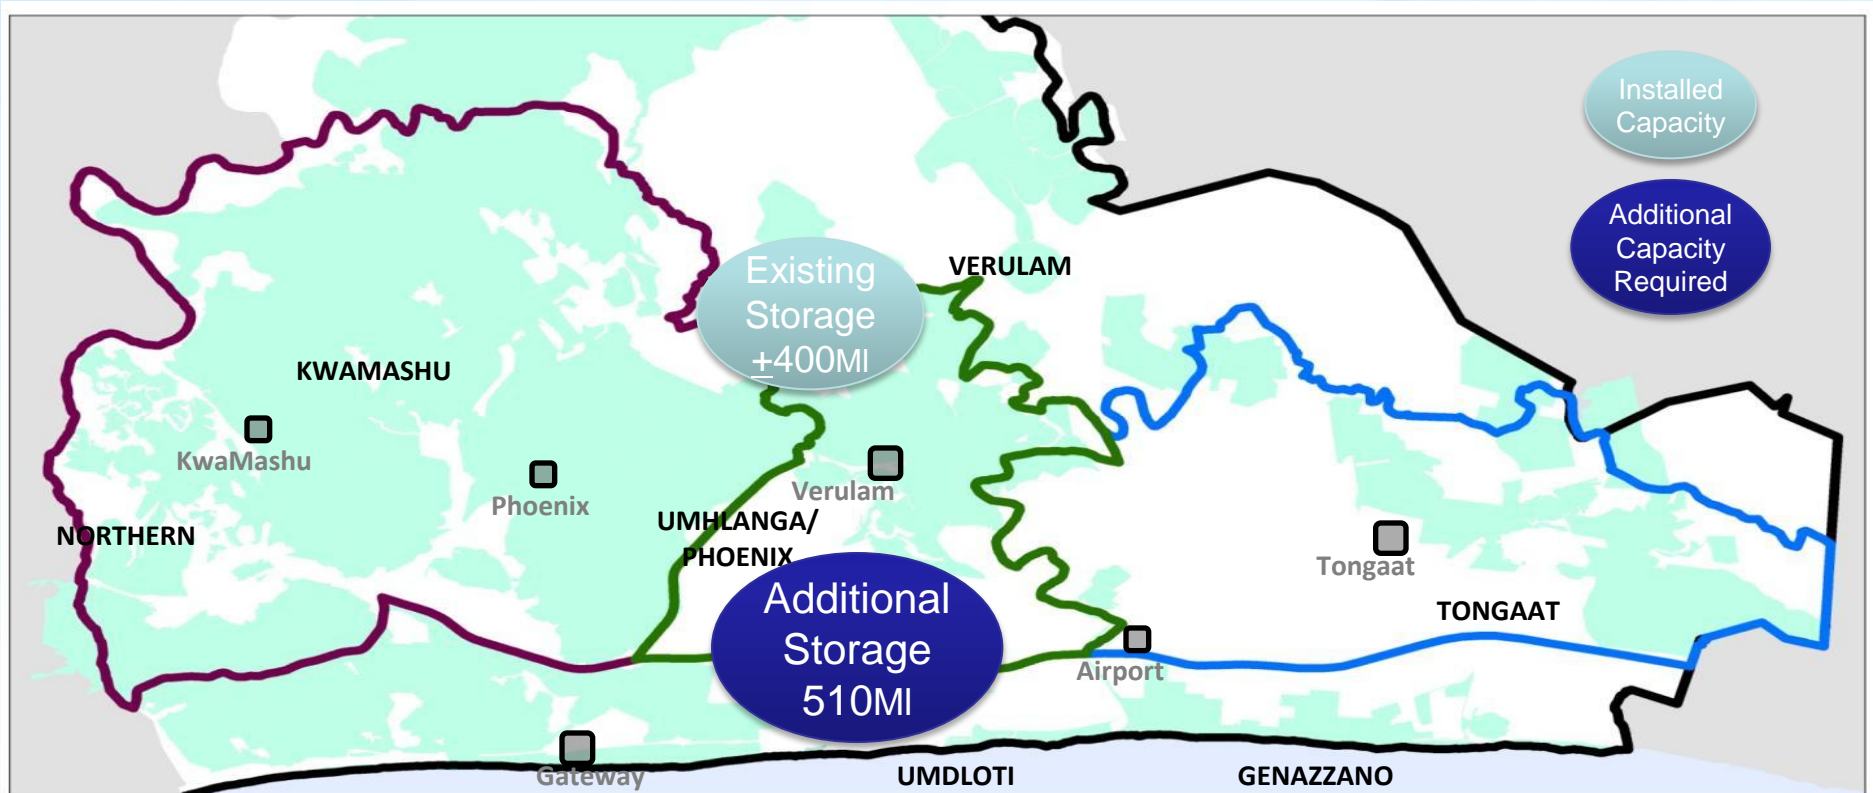 Installed
Capacity
Additional
Capacity
Required
Existing
Storage
±400Ml
VERULAM
KWAMASHU
KwaMashu
Phoenix
Verulam
NORTHERN
UMHLANGA/
PHOENIX
Tongaat
TONGAAT
Additional
Storage
510Ml
Airport
Gateway
UMDLOTI
GENAZZANO